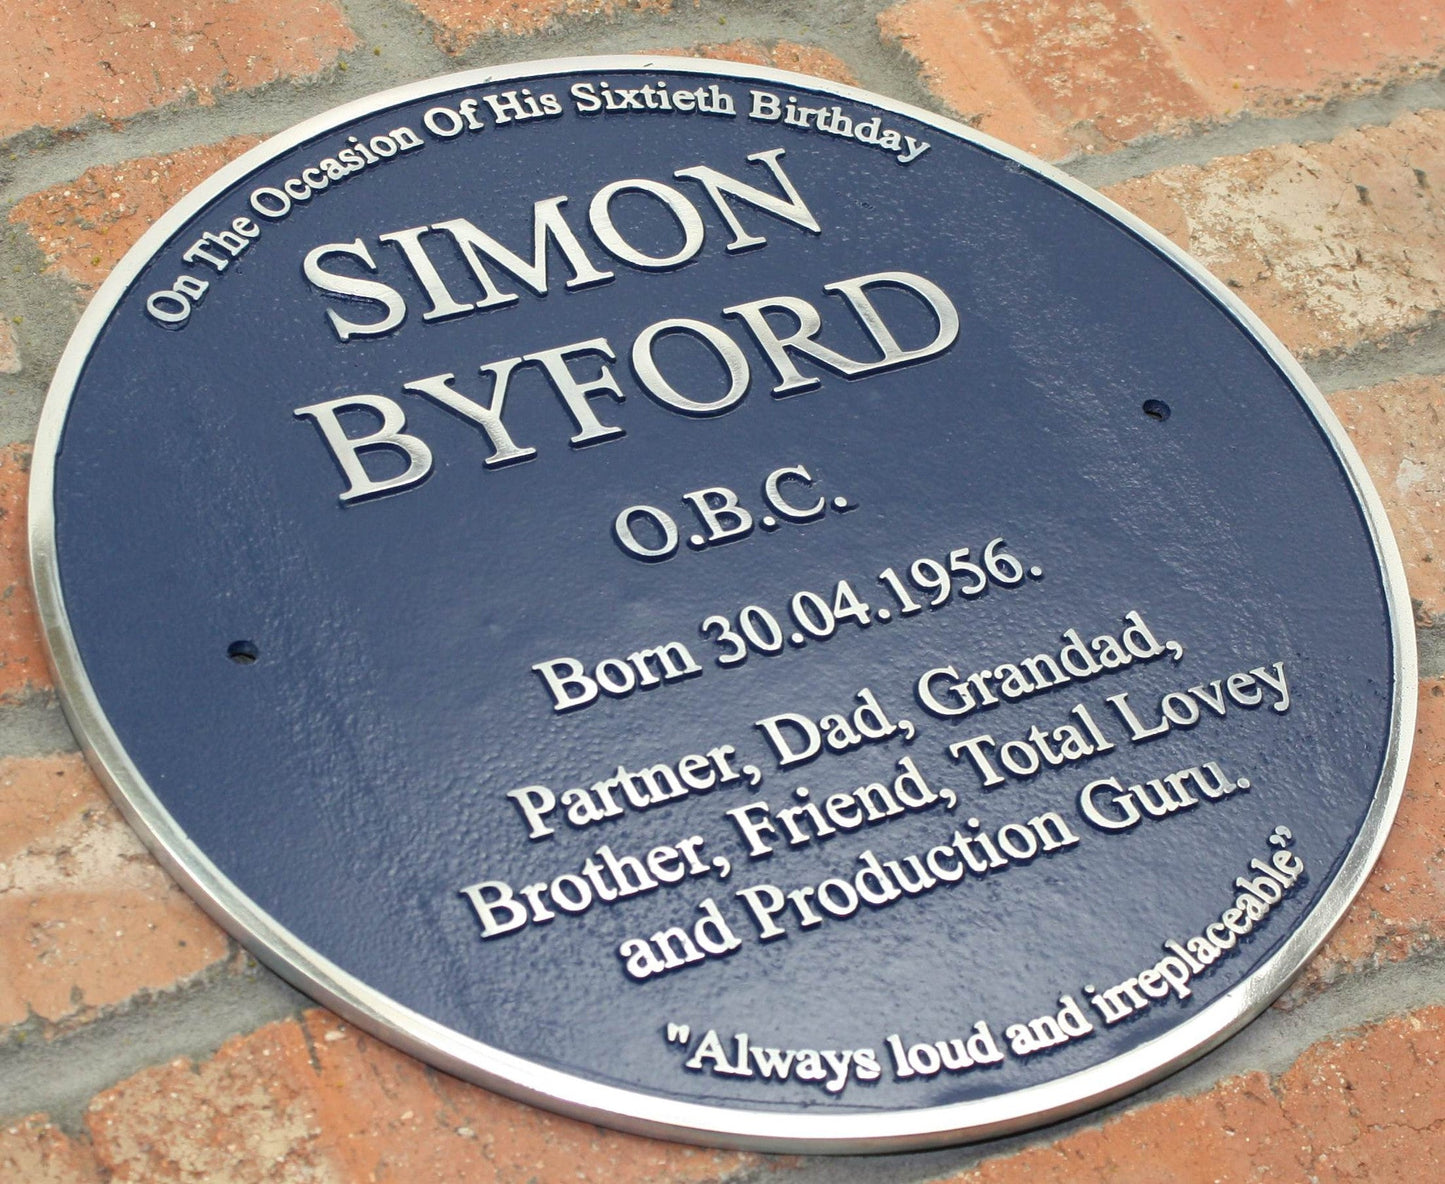 On The Occasion Of His Sixtieth Birthday
SIMON
BYFORD
O.B.C.
Born 30.04.1956.
Partner, Dad, Grandad,
Brother, Friend, Total Lovey
and Production Guru.
"Always loud and irreplaceable"